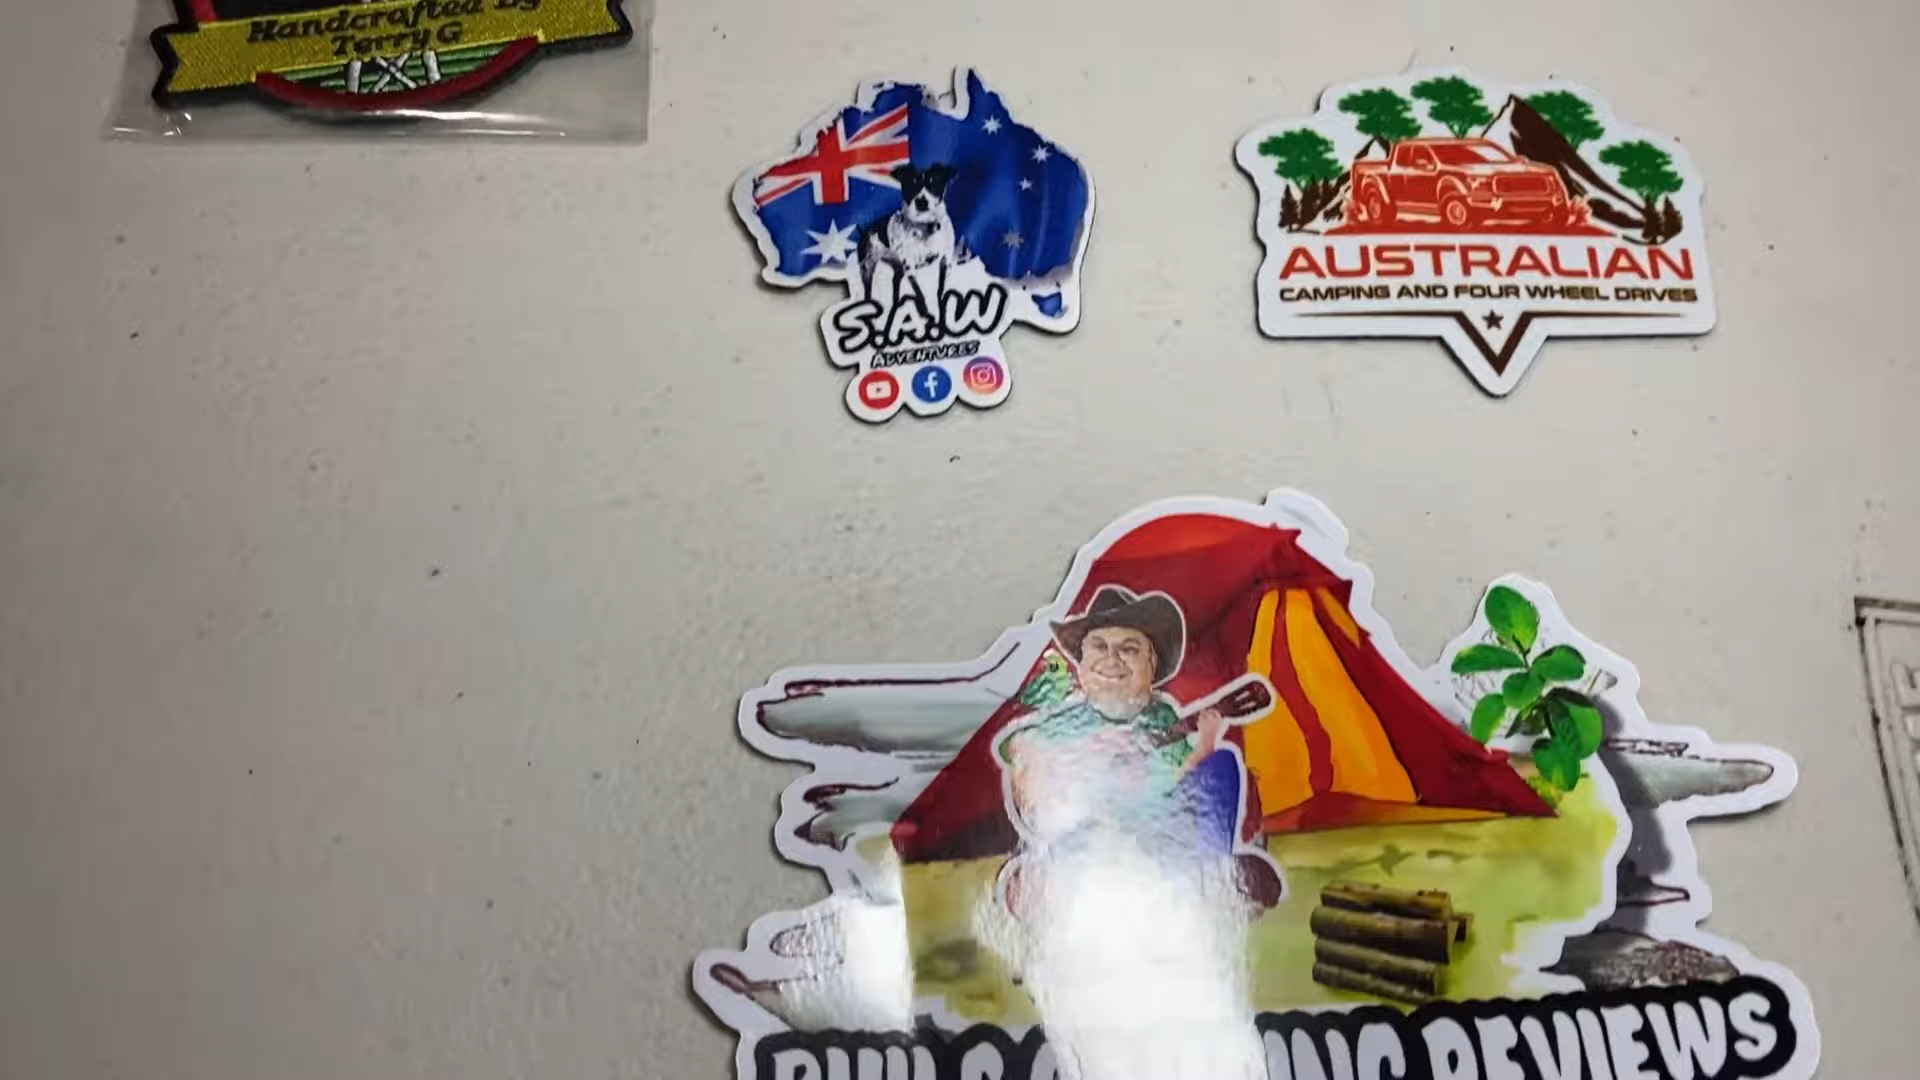 Handcrafted By
Terry G
S.A.W
ADVENTURES
AUSTRALIAN
CAMPING AND FOUR WHEEL DRIVES
REVIEWS